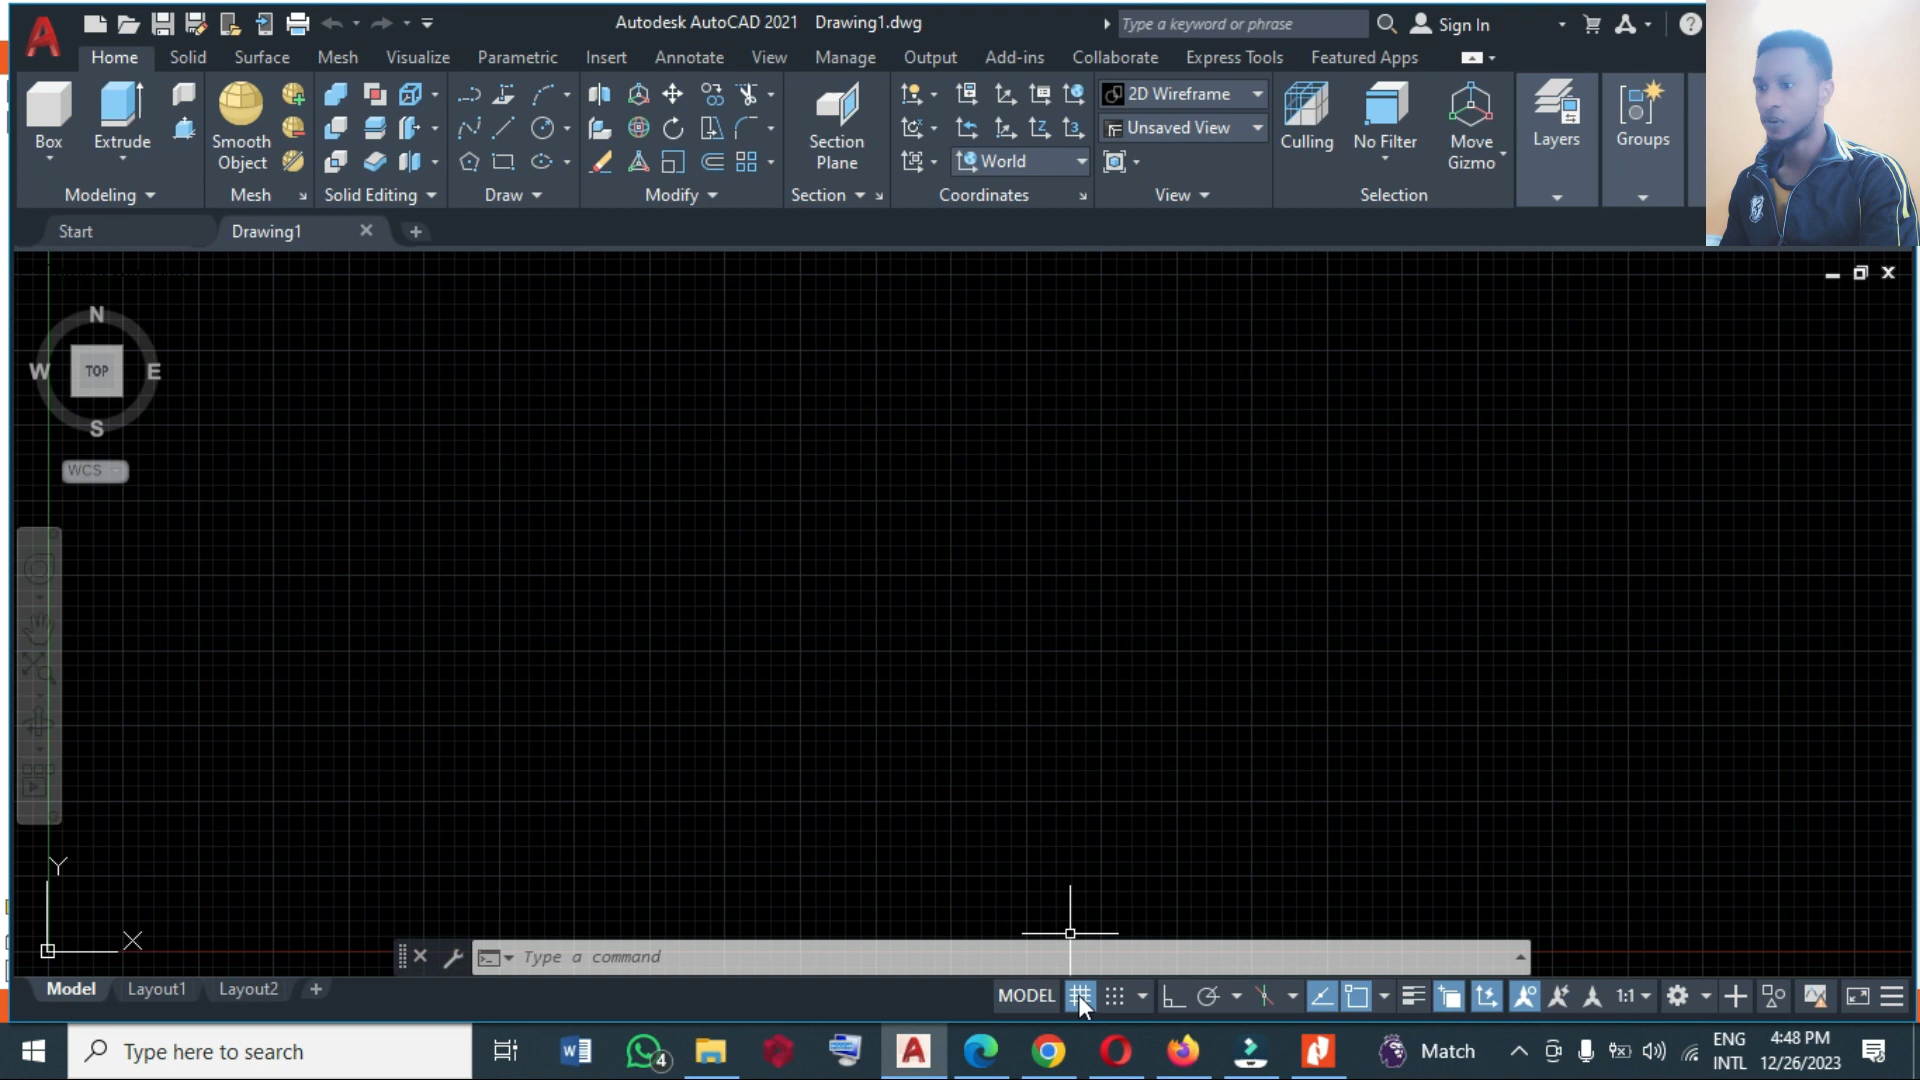 Autodesk AutoCAD 2021 Drawing1.dwg
Type a keyword or phrase
Sign In
Home Solid Surface Mesh Visualize Parametric Insert Annotate View Manage Output Add-ins Collaborate Express Tools Featured Apps
Box
Extrude
Smooth
Object
Section
Plane
2D Wireframe
Unsaved View
World
Culling
No Filter
Move
Gizmo
Layers
Groups
Modeling Mesh Solid Editing Draw Modify Section Coordinates View Selection
Start Drawing1
N
W TOP E
S
WCS
Y
X
Type a command
Model Layout1 Layout2
MODEL 1:1
Type here to search
4
Match
ENG
INTL
4:48 PM
12/26/2023